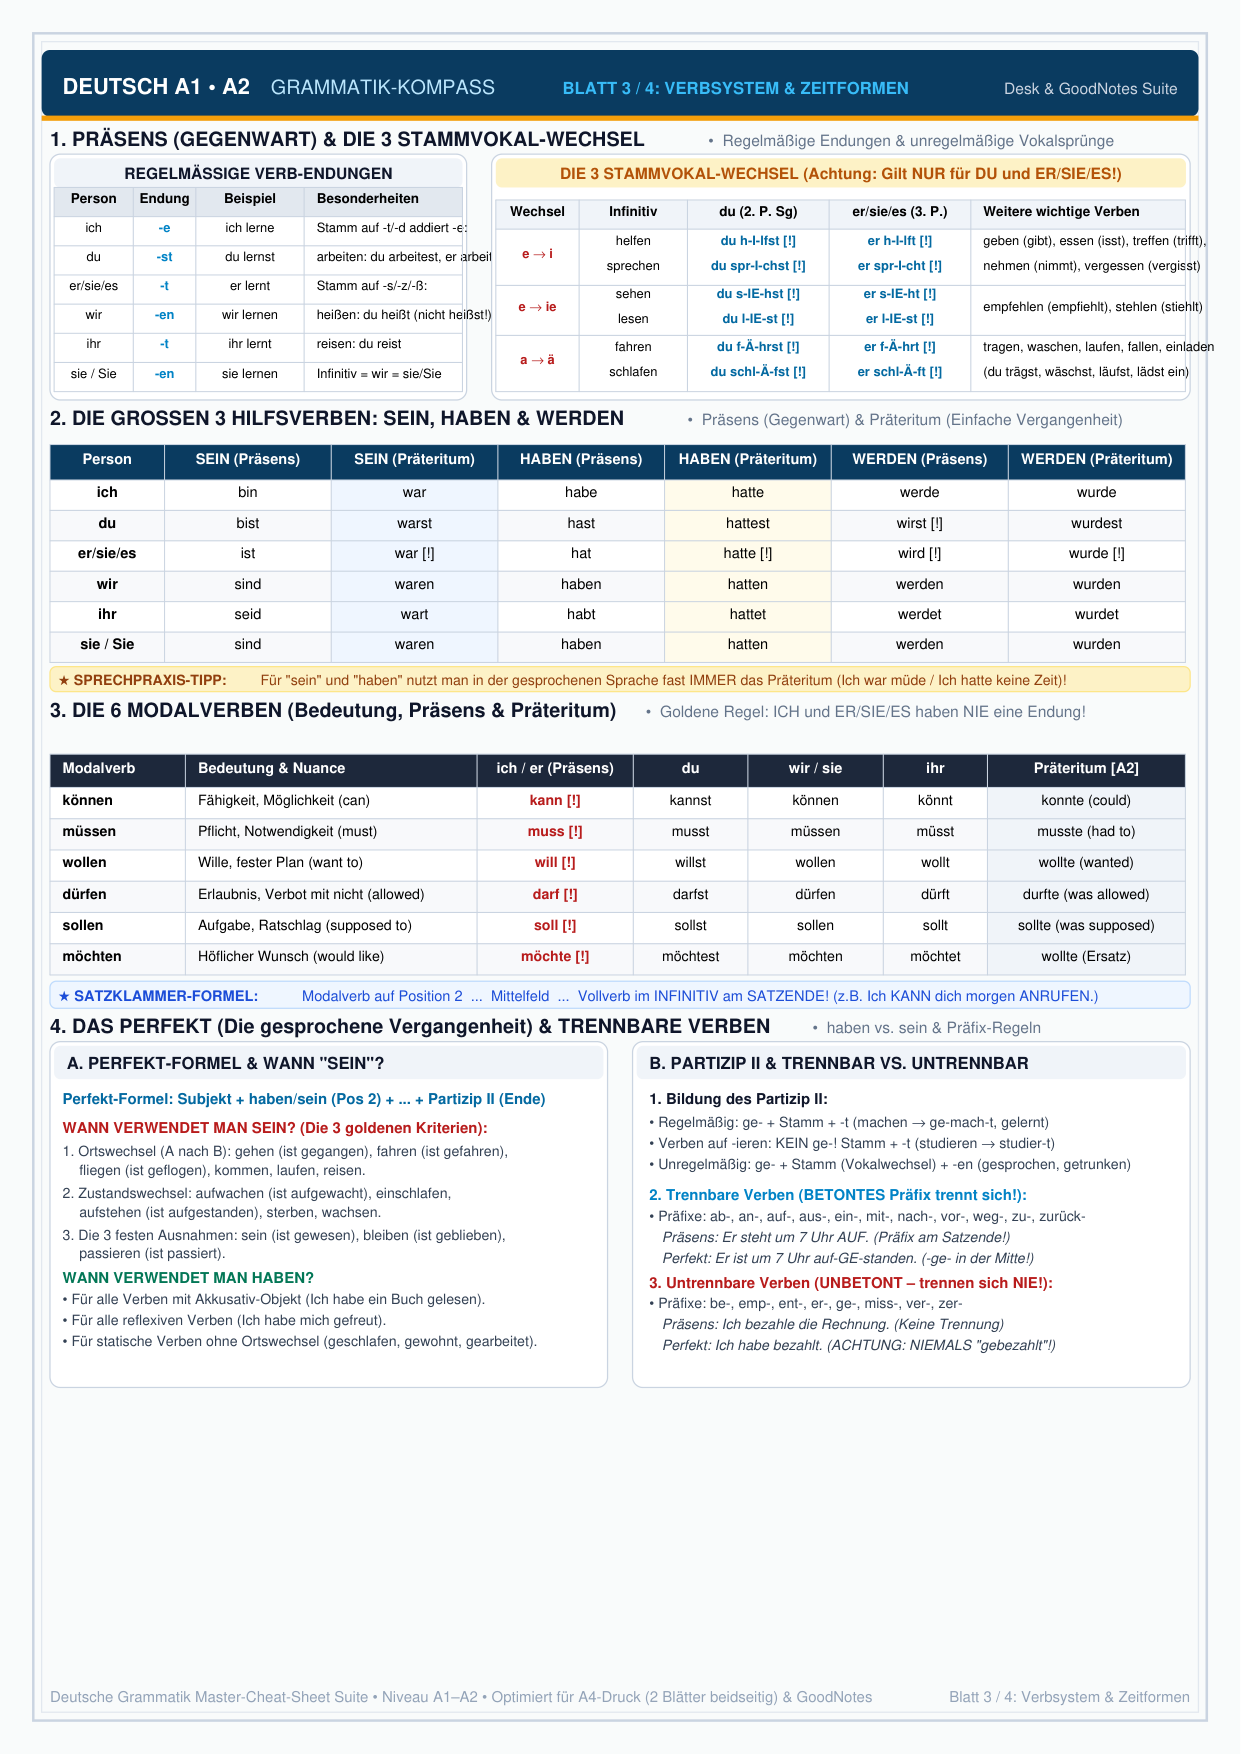 DEUTSCH A1 • A2 GRAMMATIK-KOMPASS BLATT 3 / 4: VERBSYSTEM & ZEITFORMEN Desk & GoodNotes Suite
1. PRÄSENS (GEGENWART) & DIE 3 STAMMVOKAL-WECHSEL • Regelmäßige Endungen & unregelmäßige Vokalsprünge
REGELMÄSSIGE VERB-ENDUNGEN
Person Endung Beispiel Besonderheiten
ich -e ich lerne Stamm auf -t/-d addiert -e:
du -st du lernst arbeiten: du arbeitest, er arbeit
er/sie/es -t er lernt Stamm auf -s/-z/-ß:
wir -en wir lernen heißen: du heißt (nicht heißst!)
ihr -t ihr lernt reisen: du reist
sie / Sie -en sie lernen Infinitiv = wir = sie/Sie
DIE 3 STAMMVOKAL-WECHSEL (Achtung: Gilt NUR für DU und ER/SIE/ES!)
Wechsel Infinitiv du (2. P. Sg) er/sie/es (3. P.) Weitere wichtige Verben
e → i helfen du h-I-lfst [!] er h-I-lft [!] geben (gibt), essen (isst), treffen (trifft),
sprechen du spr-I-chst [!] er spr-I-cht [!] nehmen (nimmt), vergessen (vergisst)
e → ie sehen du s-IE-hst [!] er s-IE-ht [!] empfehlen (empfiehlt), stehlen (stiehlt)
lesen du l-IE-st [!] er l-IE-st [!]
a → ä fahren du f-Ä-hrst [!] er f-Ä-hrt [!] tragen, waschen, laufen, fallen, einladen
schlafen du schl-Ä-fst [!] er schl-Ä-ft [!] (du trägst, wäschst, läufst, lädst ein)
2. DIE GROSSEN 3 HILFSVERBEN: SEIN, HABEN & WERDEN • Präsens (Gegenwart) & Präteritum (Einfache Vergangenheit)
Person SEIN (Präsens) SEIN (Präteritum) HABEN (Präsens) HABEN (Präteritum) WERDEN (Präsens) WERDEN (Präteritum)
ich bin war habe hatte werde wurde
du bist warst hast hattest wirst [!] wurdest
er/sie/es ist war [!] hat hatte [!] wird [!] wurde [!]
wir sind waren haben hatten werden wurden
ihr seid wart habt hattet werdet wurdet
sie / Sie sind waren haben hatten werden wurden
★ SPRECHPRAXIS-TIPP: Für "sein" und "haben" nutzt man in der gesprochenen Sprache fast IMMER das Präteritum (Ich war müde / Ich hatte keine Zeit)!
3. DIE 6 MODALVERBEN (Bedeutung, Präsens & Präteritum) • Goldene Regel: ICH und ER/SIE/ES haben NIE eine Endung!
Modalverb Bedeutung & Nuance ich / er (Präsens) du wir / sie ihr Präteritum [A2]
können Fähigkeit, Möglichkeit (can) kann [!] kannst können könnt konnte (could)
müssen Pflicht, Notwendigkeit (must) muss [!] musst müssen müsst musste (had to)
wollen Wille, fester Plan (want to) will [!] willst wollen wollt wollte (wanted)
dürfen Erlaubnis, Verbot mit nicht (allowed) darf [!] darfst dürfen dürft durfte (was allowed)
sollen Aufgabe, Ratschlag (supposed to) soll [!] sollst sollen sollt sollte (was supposed)
möchten Höflicher Wunsch (would like) möchte [!] möchtest möchten möchtet wollte (Ersatz)
★ SATZKLAMMER-FORMEL: Modalverb auf Position 2 ... Mittelfeld ... Vollverb im INFINITIV am SATZENDE! (z.B. Ich KANN dich morgen ANRUFEN.)
4. DAS PERFEKT (Die gesprochene Vergangenheit) & TRENNBARE VERBEN • haben vs. sein & Präfix-Regeln
A. PERFEKT-FORMEL & WANN "SEIN"?
Perfekt-Formel: Subjekt + haben/sein (Pos 2) + ... + Partizip II (Ende)
WANN VERWENDET MAN SEIN? (Die 3 goldenen Kriterien):
1. Ortswechsel (A nach B): gehen (ist gegangen), fahren (ist gefahren),
fliegen (ist geflogen), kommen, laufen, reisen.
2. Zustandswechsel: aufwachen (ist aufgewacht), einschlafen,
aufstehen (ist aufgestanden), sterben, wachsen.
3. Die 3 festen Ausnahmen: sein (ist gewesen), bleiben (ist geblieben),
passieren (ist passiert).
WANN VERWENDET MAN HABEN?
• Für alle Verben mit Akkusativ-Objekt (Ich habe ein Buch gelesen).
• Für alle reflexiven Verben (Ich habe mich gefreut).
• Für statische Verben ohne Ortswechsel (geschlafen, gewohnt, gearbeitet).
B. PARTIZIP II & TRENNBAR VS. UNTRENNBAR
1. Bildung des Partizip II:
• Regelmäßig: ge- + Stamm + -t (machen → ge-mach-t, gelernt)
• Verben auf -ieren: KEIN ge-! Stamm + -t (studieren → studier-t)
• Unregelmäßig: ge- + Stamm (Vokalwechsel) + -en (gesprochen, getrunken)
2. Trennbare Verben (BETONTES Präfix trennt sich!):
• Präfixe: ab-, an-, auf-, aus-, ein-, mit-, nach-, vor-, weg-, zu-, zurück-
Präsens: Er steht um 7 Uhr AUF. (Präfix am Satzende!)
Perfekt: Er ist um 7 Uhr auf-GE-standen. (-ge- in der Mitte!)
3. Untrennbare Verben (UNBETONT – trennen sich NIE!):
• Präfixe: be-, emp-, ent-, er-, ge-, miss-, ver-, zer-
Präsens: Ich bezahle die Rechnung. (Keine Trennung)
Perfekt: Ich habe bezahlt. (ACHTUNG: NIEMALS "gebezahlt"!)
Deutsche Grammatik Master-Cheat-Sheet Suite • Niveau A1–A2 • Optimiert für A4-Druck (2 Blätter beidseitig) & GoodNotes Blatt 3 / 4: Verbsystem & Zeitformen